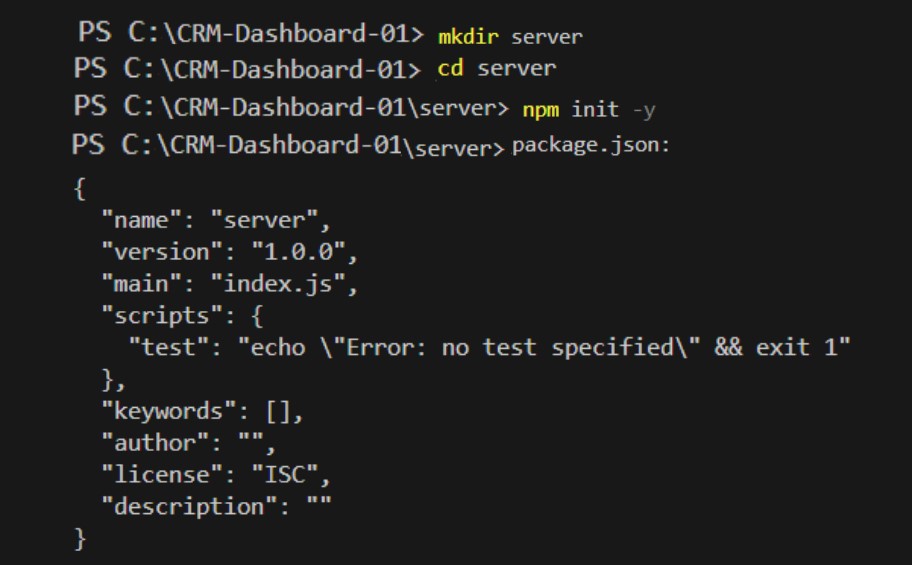 PS C:\CRM-Dashboard-01> mkdir server
PS C:\CRM-Dashboard-01> cd server
PS C:\CRM-Dashboard-01\server> npm init -y
PS C:\CRM-Dashboard-01\server> package.json:
{
  "name": "server",
  "version": "1.0.0",
  "main": "index.js",
  "scripts": {
    "test": "echo \"Error: no test specified\" && exit 1"
  },
  "keywords": [],
  "author": "",
  "license": "ISC",
  "description": ""
}